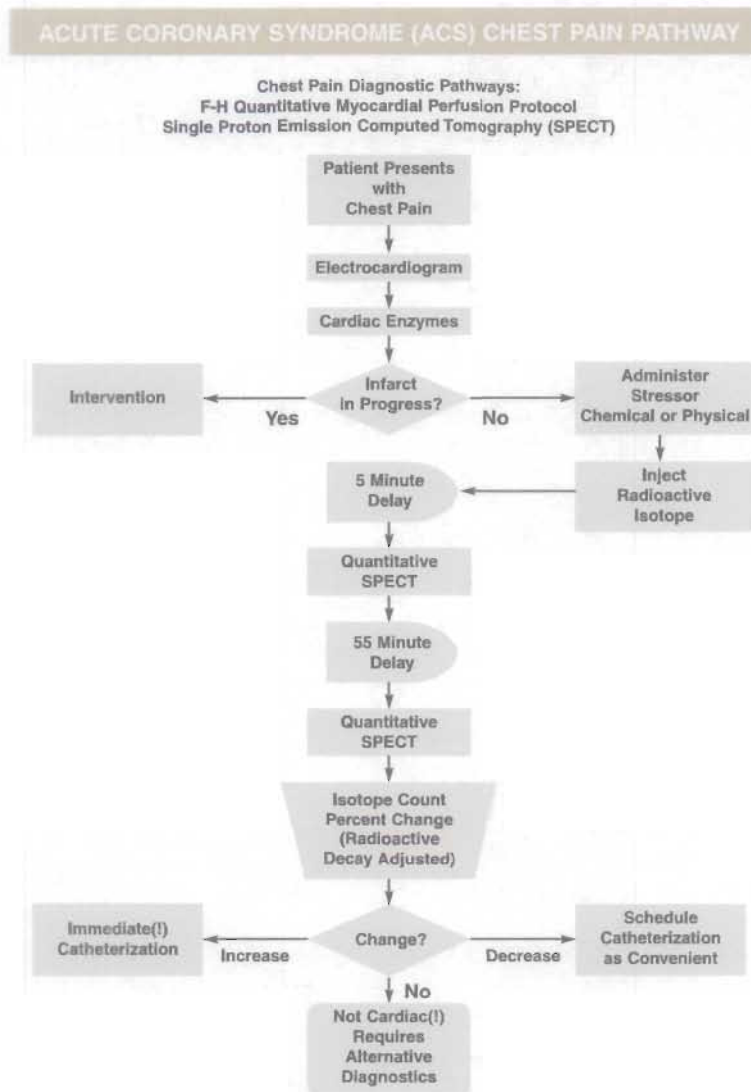 ACUTE CORONARY SYNDROME (ACS) CHEST PAIN PATHWAY
Chest Pain Diagnostic Pathways:
F-H Quantitative Myocardial Perfusion Protocol
Single Proton Emission Computed Tomography (SPECT)
Patient Presents
with
Chest Pain
Electrocardiogram
Cardiac Enzymes
Infarct
in Progress?
Yes
No
Intervention
Administer
Stressor
Chemical or Physical
Inject
Radioactive
Isotope
5 Minute
Delay
Quantitative
SPECT
55 Minute
Delay
Quantitative
SPECT
Isotope Count
Percent Change
(Radioactive
Decay Adjusted)
Change?
Increase
Decrease
Immediate(!)
Catheterization
Schedule
Catheterization
as Convenient
No
Not Cardiac(!)
Requires
Alternative
Diagnostics